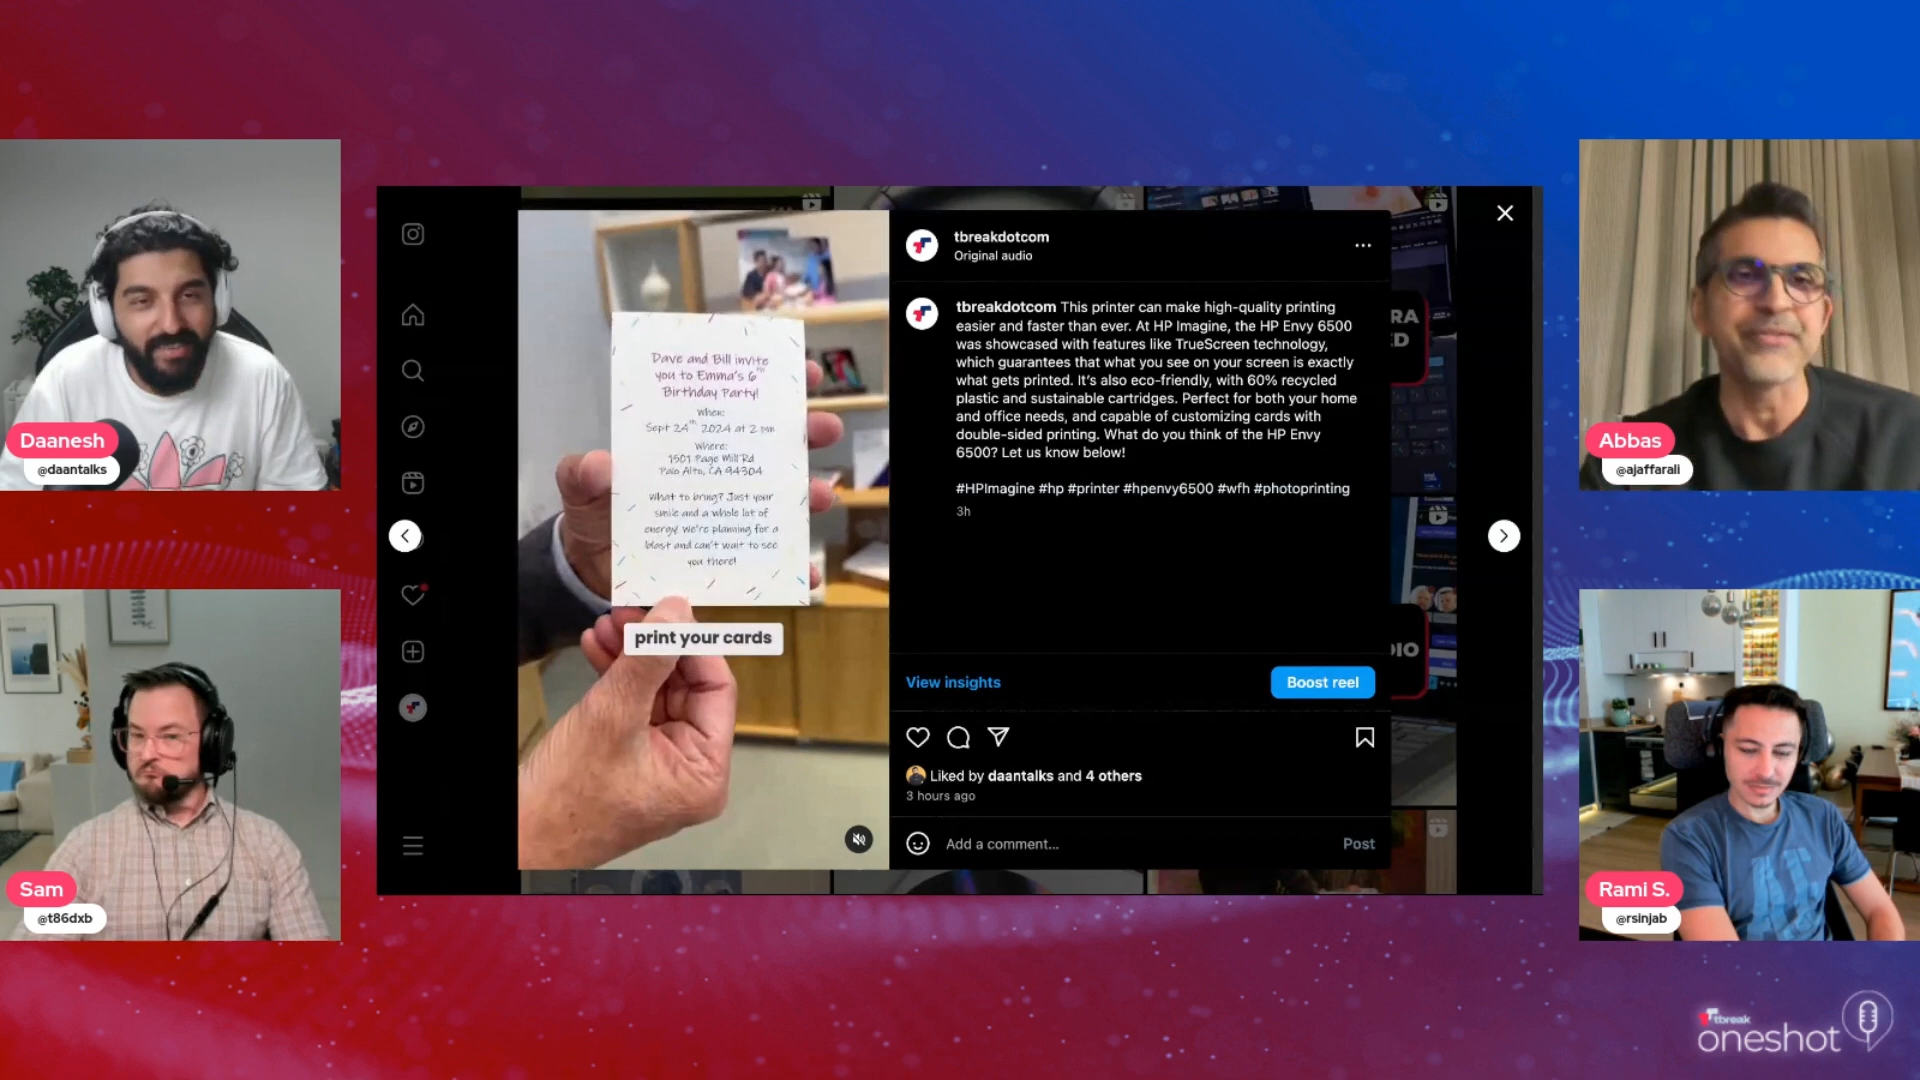 tbreakdotcom
Original audio
tbreakdotcom This printer can make high-quality printing
easier and faster than ever. At HP Imagine, the HP Envy 6500
was showcased with features like TrueScreen technology,
which guarantees that what you see on your screen is exactly
what gets printed. It's also eco-friendly, with 60% recycled
plastic and sustainable cartridges. Perfect for both your home
and office needs, and capable of customizing cards with
double-sided printing. What do you think of the HP Envy
6500? Let us know below!
#HPImagine #hp #printer #hpenvy6500 #wfh #photoprinting
3h
View insights
Boost reel
Liked by daantalks and 4 others
3 hours ago
Add a comment...
Post
Dave and Bill invite
you to Emma's 6th
Birthday Party!
When:
Sept 24th 2024 at 2 pm
Where:
1501 Page Mill Rd
Palo Alto, CA 94304
What to bring? Just your
smile and a whole lot of
energy. We're planning for a
blast and can't wait to see
you there!
print your cards
Daanesh
@daantalks
Abbas
@ajaffarali
Sam
@t86dxb
Rami S.
@rsinjab
tbreak
oneshot